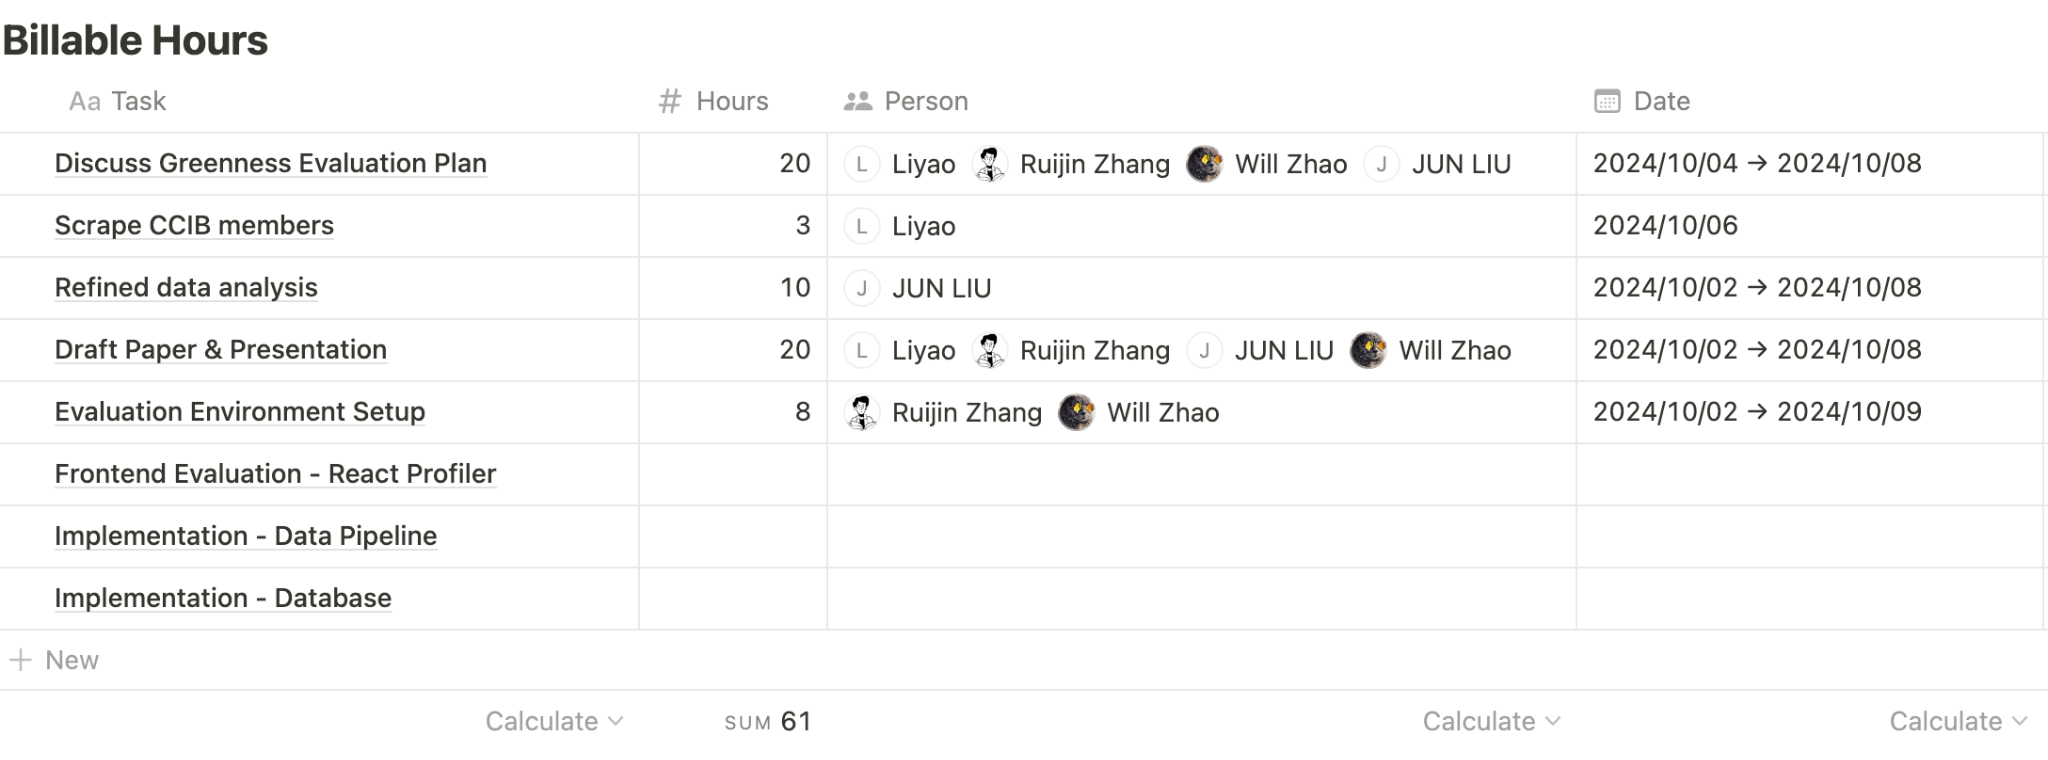 Billable Hours
Aa Task # Hours Person Date
Discuss Greenness Evaluation Plan 20 L Liyao Ruijin Zhang Will Zhao J JUN LIU 2024/10/04 → 2024/10/08
Scrape CCIB members 3 L Liyao 2024/10/06
Refined data analysis 10 J JUN LIU 2024/10/02 → 2024/10/08
Draft Paper & Presentation 20 L Liyao Ruijin Zhang J JUN LIU Will Zhao 2024/10/02 → 2024/10/08
Evaluation Environment Setup 8 Ruijin Zhang Will Zhao 2024/10/02 → 2024/10/09
Frontend Evaluation - React Profiler
Implementation - Data Pipeline
Implementation - Database
+ New
Calculate SUM 61 Calculate Calculate